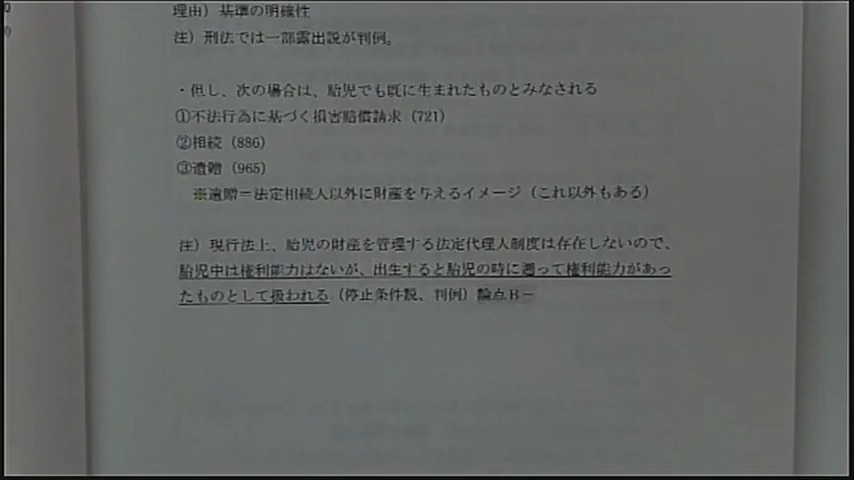 理由）基準の明確性
注）刑法では一部露出説が判例。
・但し、次の場合は、胎児でも既に生まれたものとみなされる
①不法行為に基づく損害賠償請求（721）
②相続（886）
③遺贈（965）
※遺贈＝法定相続人以外に財産を与えるイメージ（これ以外もある）
注）現行法上、胎児の財産を管理する法定代理人制度は存在しないので、
胎児中は権利能力はないが、出生すると胎児の時に遡って権利能力があっ
たものとして扱われる（停止条件説、判例）論点B－